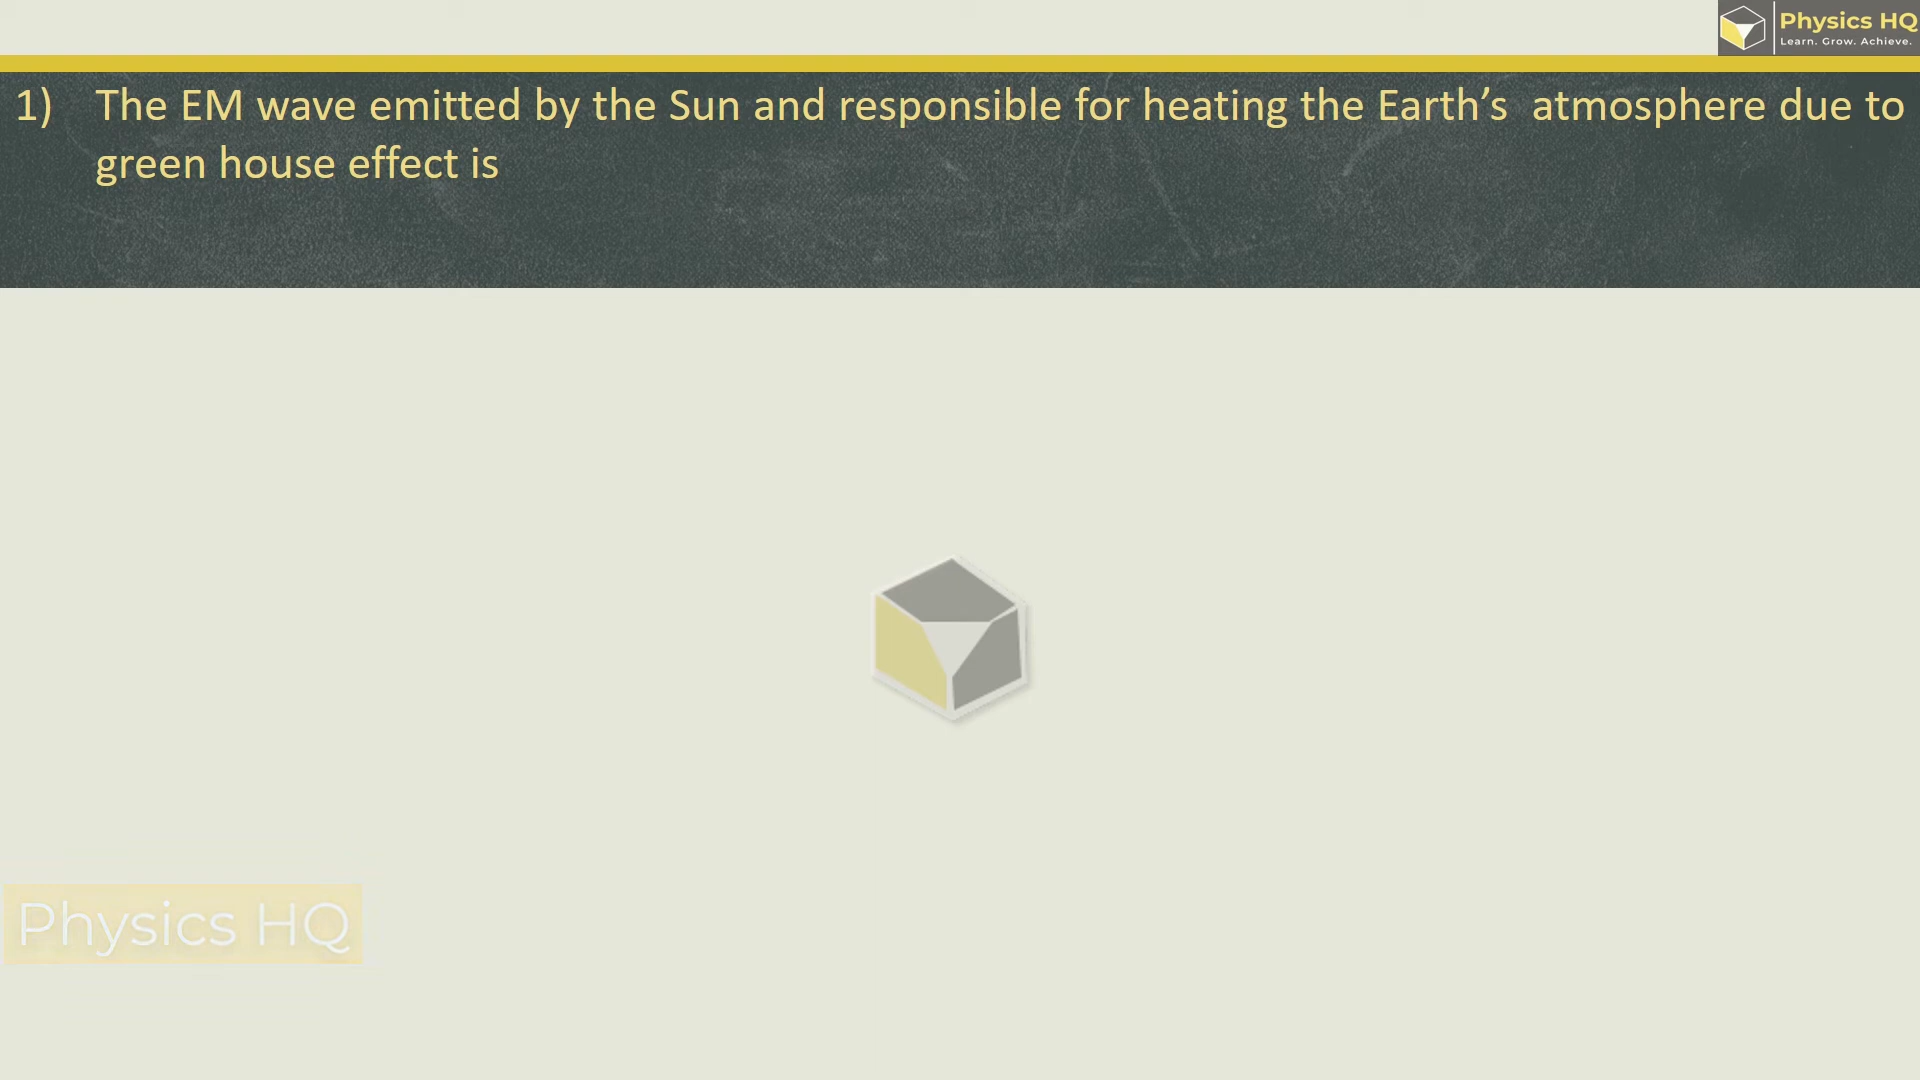 Physics HQ
Learn. Grow. Achieve.
1) The EM wave emitted by the Sun and responsible for heating the Earth’s atmosphere due to
green house effect is
Physics HQ